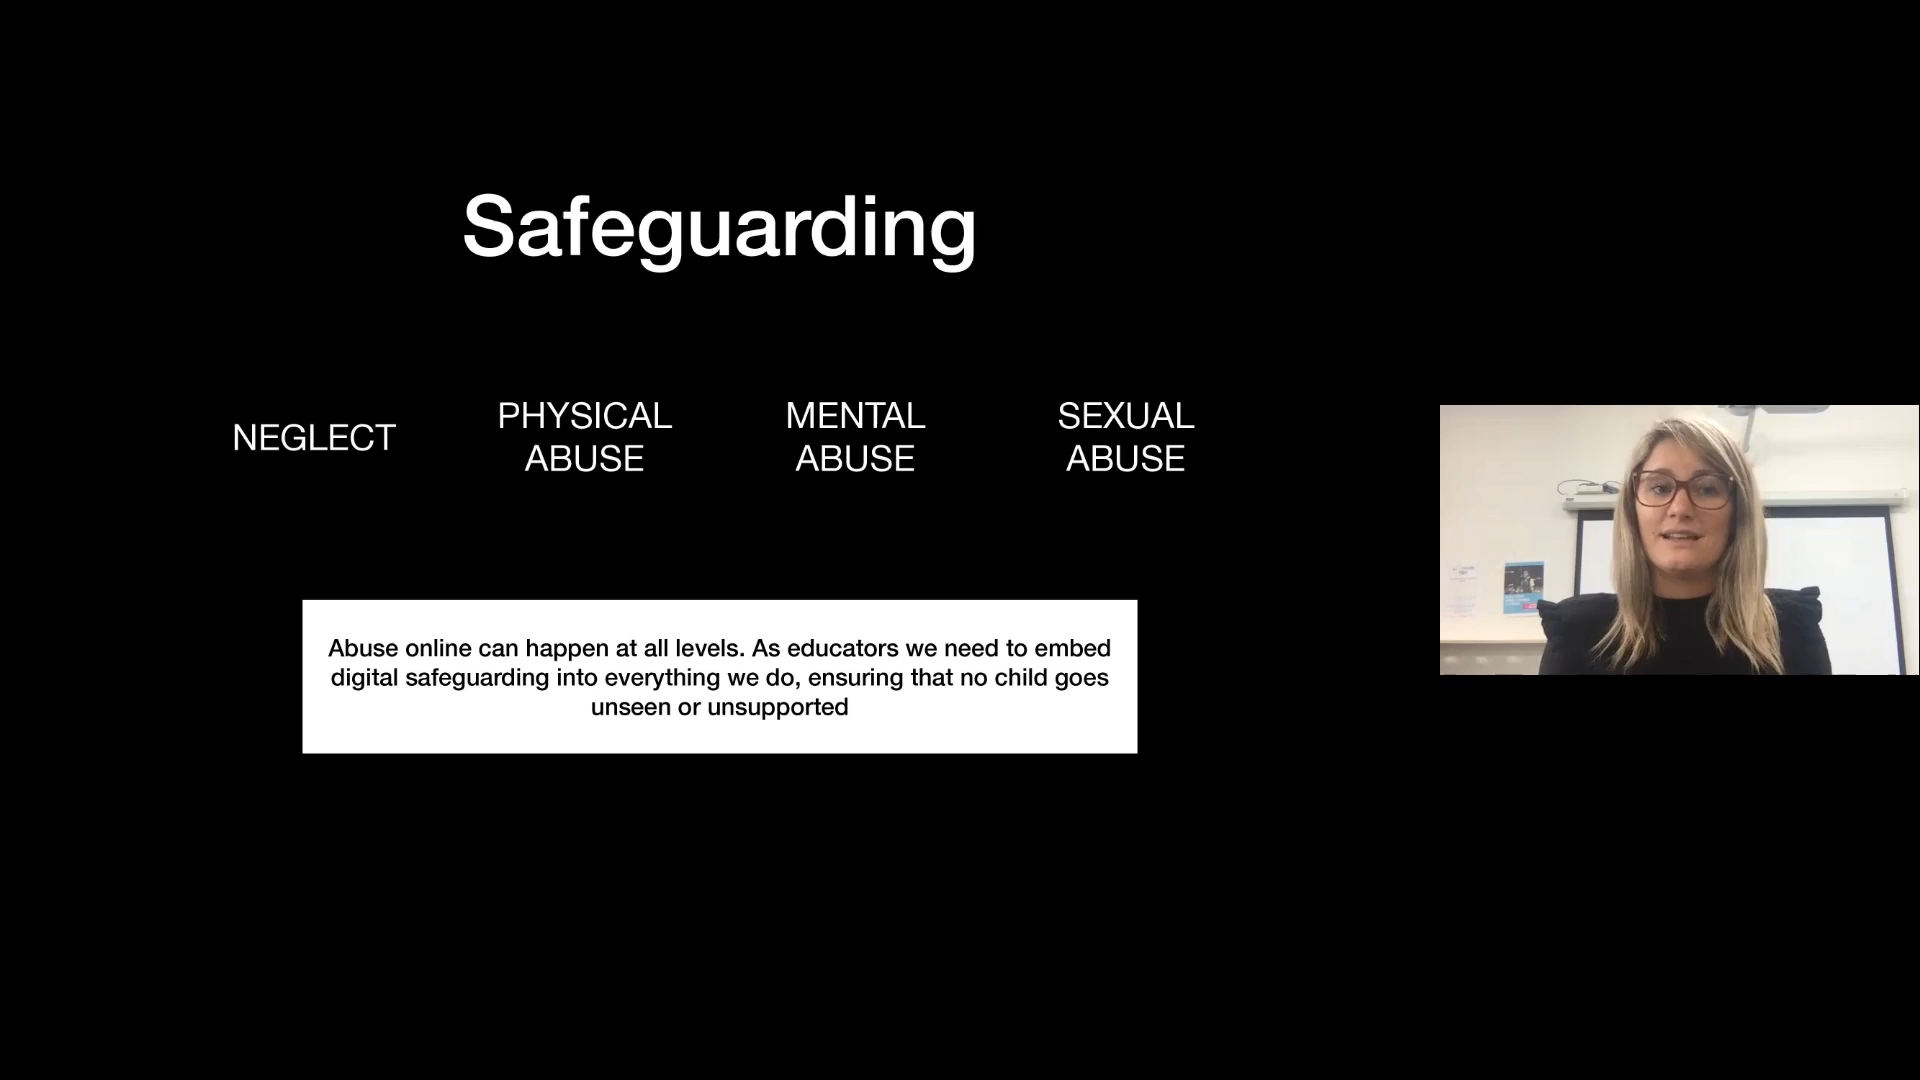 Safeguarding
NEGLECT
PHYSICAL
ABUSE
MENTAL
ABUSE
SEXUAL
ABUSE
Abuse online can happen at all levels. As educators we need to embed
digital safeguarding into everything we do, ensuring that no child goes
unseen or unsupported